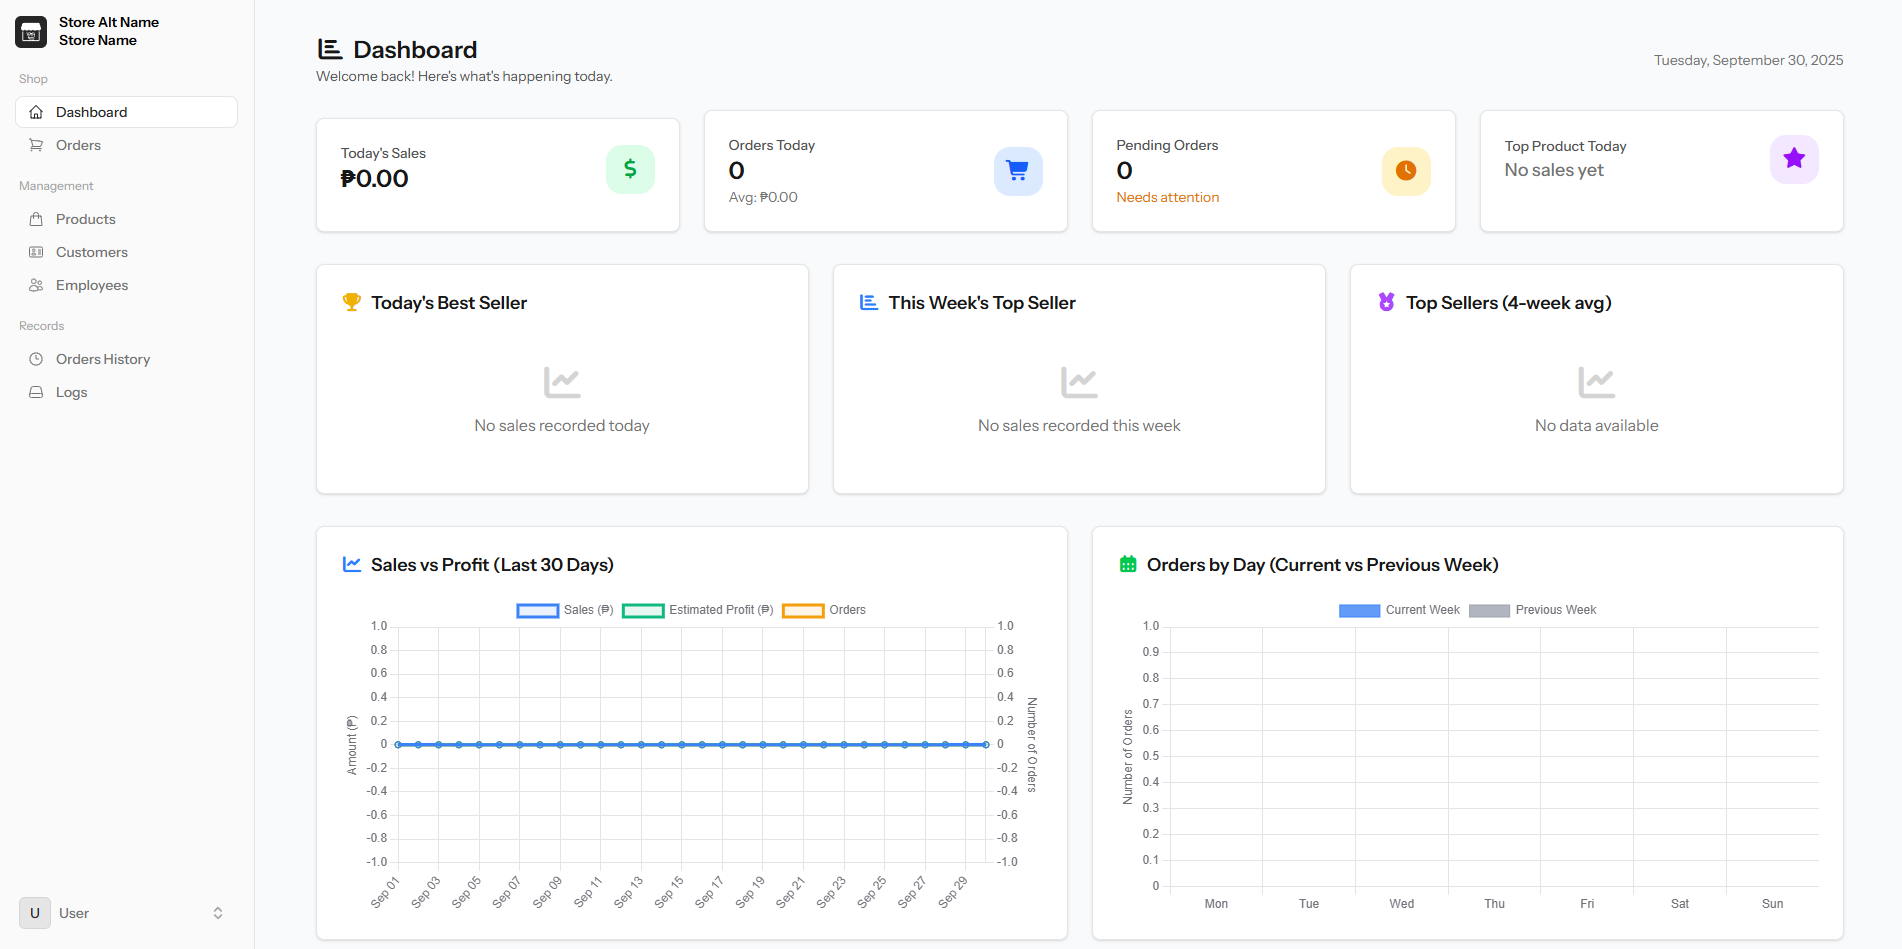 Store Alt Name
Store Name
Shop
Dashboard
Orders
Management
Products
Customers
Employees
Records
Orders History
Logs
U
User
Dashboard
Welcome back! Here's what's happening today.
Tuesday, September 30, 2025
Today's Sales
₱0.00
Orders Today
0
Avg: ₱0.00
Pending Orders
0
Needs attention
Top Product Today
No sales yet
Today's Best Seller
No sales recorded today
This Week's Top Seller
No sales recorded this week
Top Sellers (4-week avg)
No data available
Sales vs Profit (Last 30 Days)
Sales (₱) Estimated Profit (₱) Orders
Amount (₱)
1.0
0.8
0.6
0.4
0.2
0
-0.2
-0.4
-0.6
-0.8
-1.0
1.0
0.8
0.6
0.4
0.2
0
-0.2
-0.4
-0.6
-0.8
-1.0
Number of Orders
Sep 01 Sep 03 Sep 05 Sep 07 Sep 09 Sep 11 Sep 13 Sep 15 Sep 17 Sep 19 Sep 21 Sep 23 Sep 25 Sep 27 Sep 29
Orders by Day (Current vs Previous Week)
Current Week Previous Week
Number of Orders
1.0
0.9
0.8
0.7
0.6
0.5
0.4
0.3
0.2
0.1
0
Mon Tue Wed Thu Fri Sat Sun